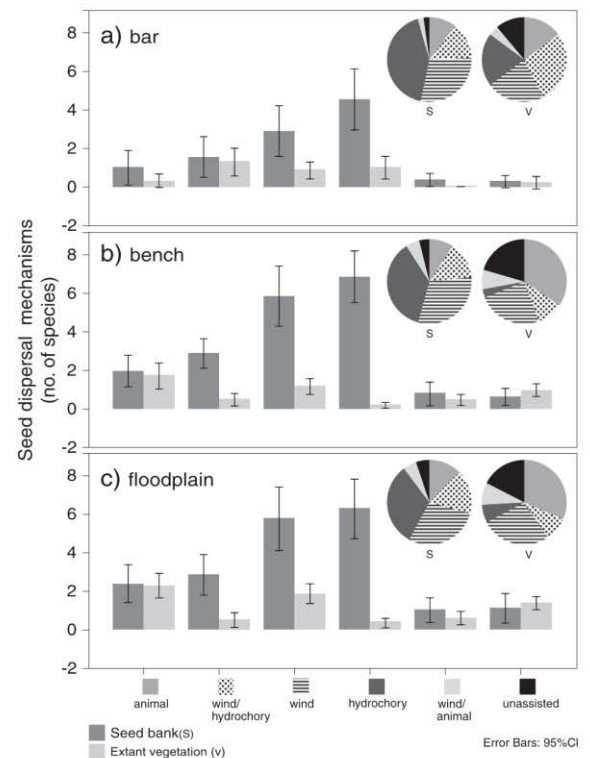 Seed dispersal mechanisms
(no. of species)
a) bar
8
6
4
2
0
-2
S
V
b) bench
8
6
4
2
0
-2
S
V
c) floodplain
8
6
4
2
0
-2
S
V
animal
wind/
hydrochory
wind
hydrochory
wind/
animal
unassisted
Seed bank(S)
Extant vegetation (v)
Error Bars: 95%CI